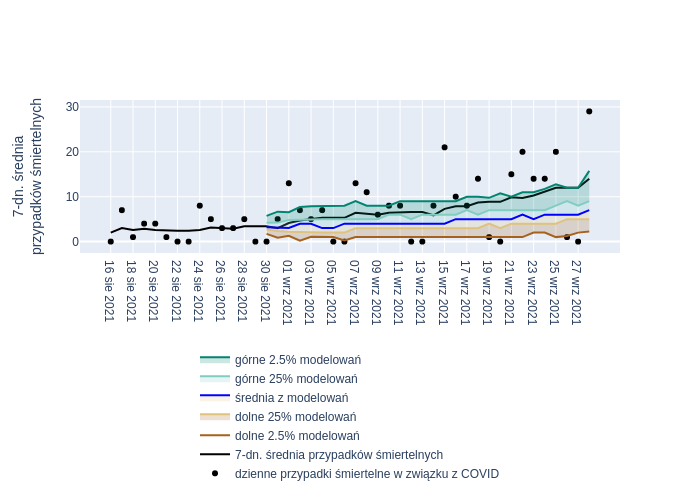 7-dn. średnia
przypadków śmiertelnych
30
20
10
0
16 sie 2021
18 sie 2021
20 sie 2021
22 sie 2021
24 sie 2021
26 sie 2021
28 sie 2021
30 sie 2021
01 wrz 2021
03 wrz 2021
05 wrz 2021
07 wrz 2021
09 wrz 2021
11 wrz 2021
13 wrz 2021
15 wrz 2021
17 wrz 2021
19 wrz 2021
21 wrz 2021
23 wrz 2021
25 wrz 2021
27 wrz 2021
górne 2.5% modelowań
górne 25% modelowań
średnia z modelowań
dolne 25% modelowań
dolne 2.5% modelowań
7-dn. średnia przypadków śmiertelnych
dzienne przypadki śmiertelne w związku z COVID